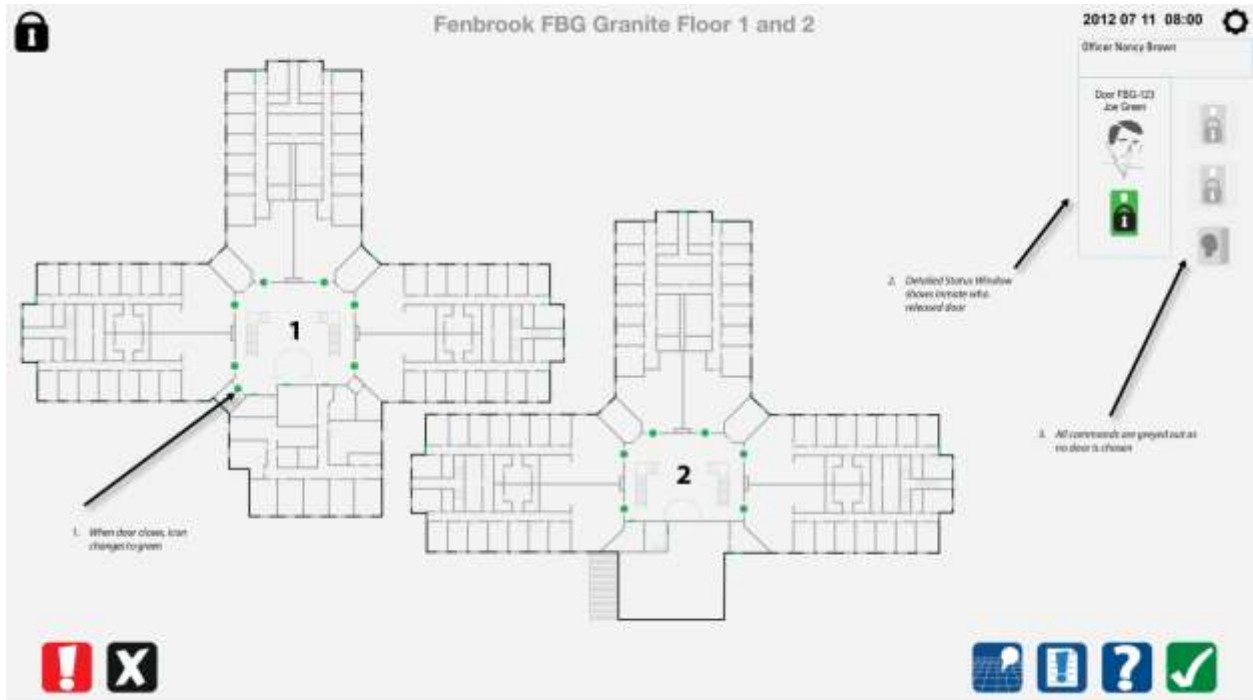 Fenbrook FBG Granite Floor 1 and 2
2012 07 11 08:00
Officer Nancy Brown
Door FBG-123
Joe Green
1
2
2. Detailed Status Window
shows inmate who
released door
3. All commands are greyed out as
no door is chosen
1. When door closes, icon
changes to green